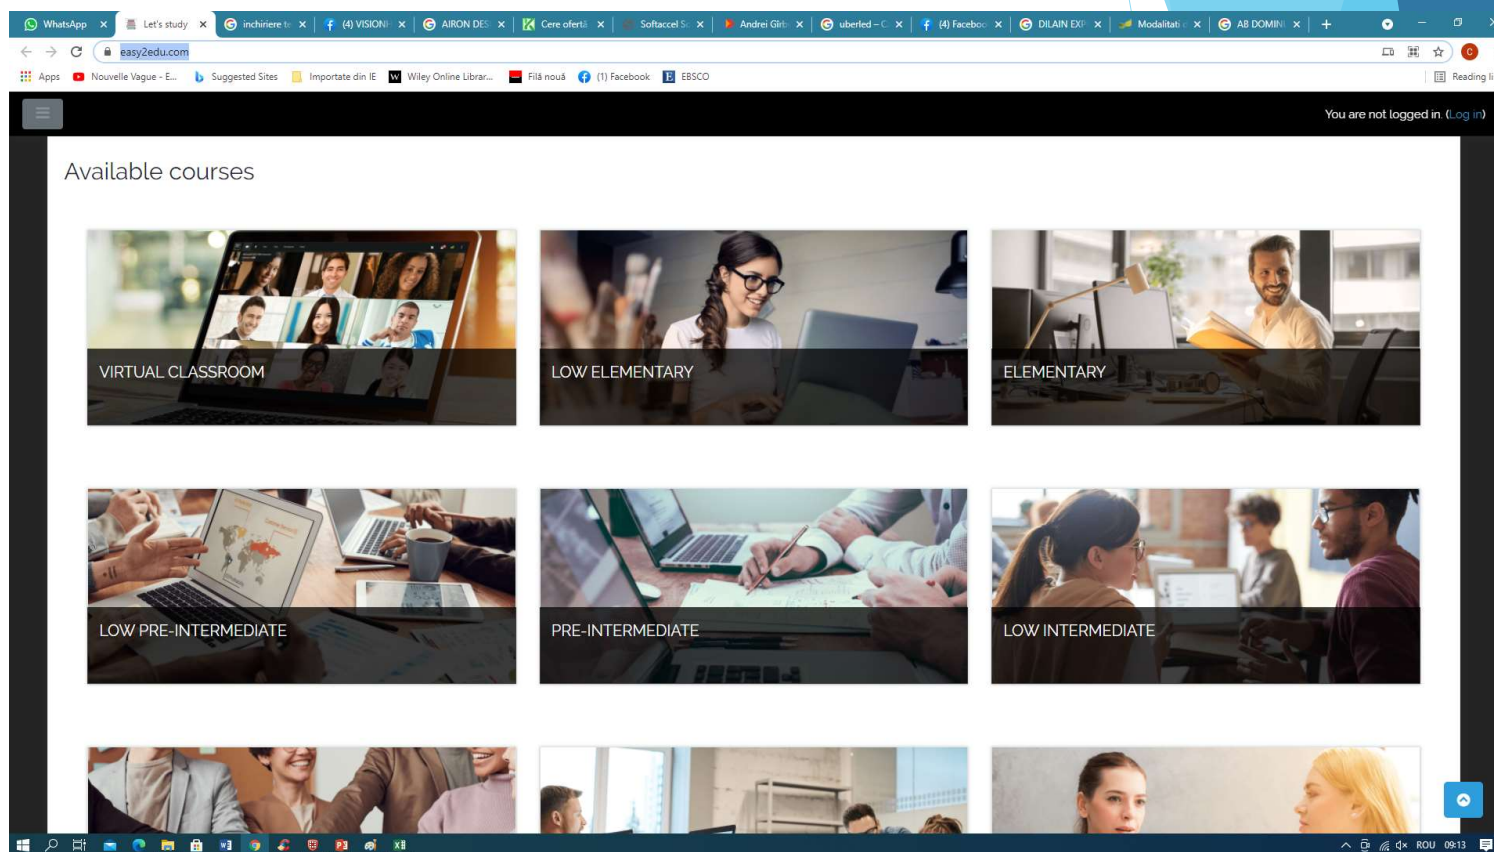 WhatsApp
Let's study
inchiriere te
(4) VISION
AIRON DES
Cere ofertă
Softaccel So
Andrei Gîrb
uberled – C
(4) Faceboo
DILAIN EXP
Modalitati d
AB DOMIN
easy2edu.com
C
Apps
Nouvelle Vague - E...
Suggested Sites
Importate din IE
Wiley Online Librar...
Filă nouă
(1) Facebook
EBSCO
Reading li
You are not logged in. (Log in)
Available courses
VIRTUAL CLASSROOM
LOW ELEMENTARY
ELEMENTARY
LOW PRE-INTERMEDIATE
PRE-INTERMEDIATE
LOW INTERMEDIATE
ROU
09:13